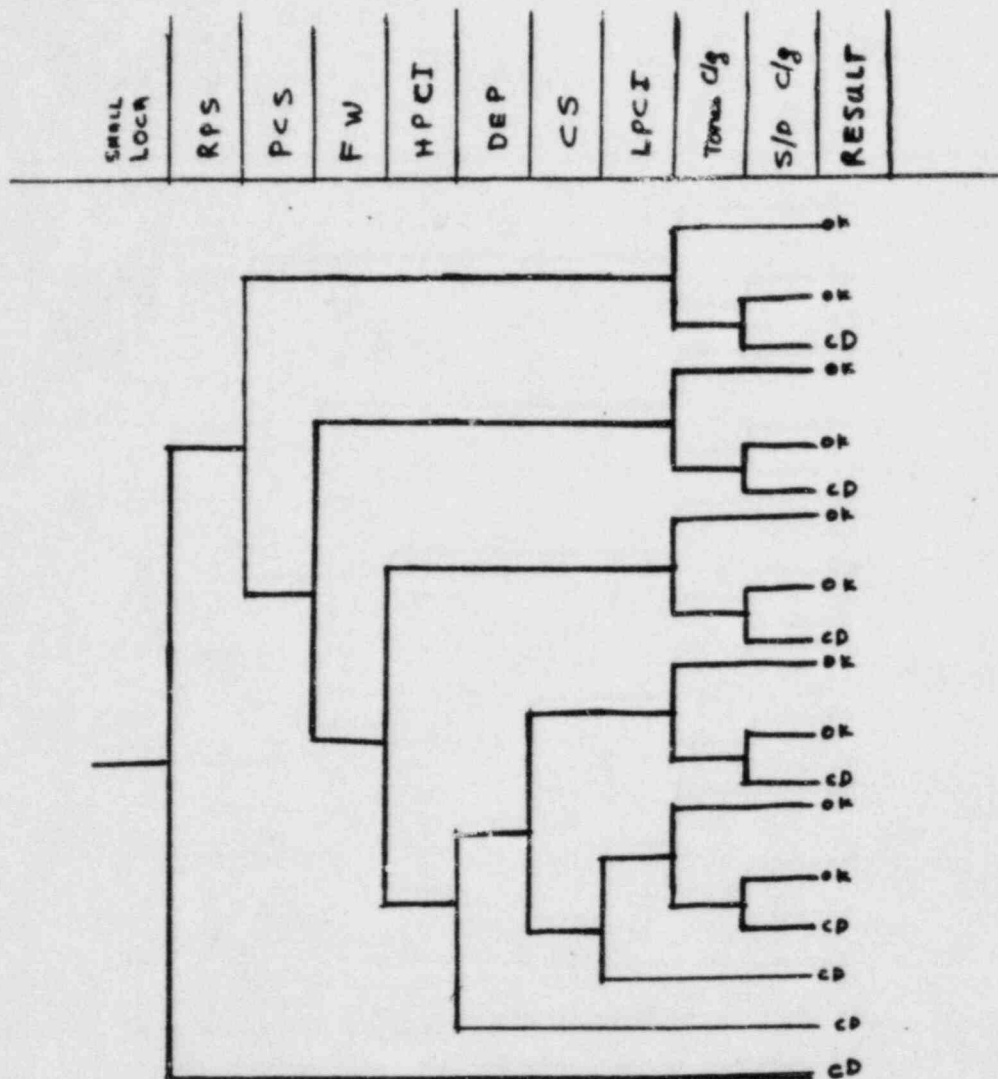 SMALL LOCA
RPS
PCS
FW
HPCI
DEP
CS
LPCI
Torus C/g
S/P C/g
RESULT
OK
OK
CD
OK
OK
CD
OK
OK
CD
OK
OK
CD
OK
OK
CD
CD
CD
CD